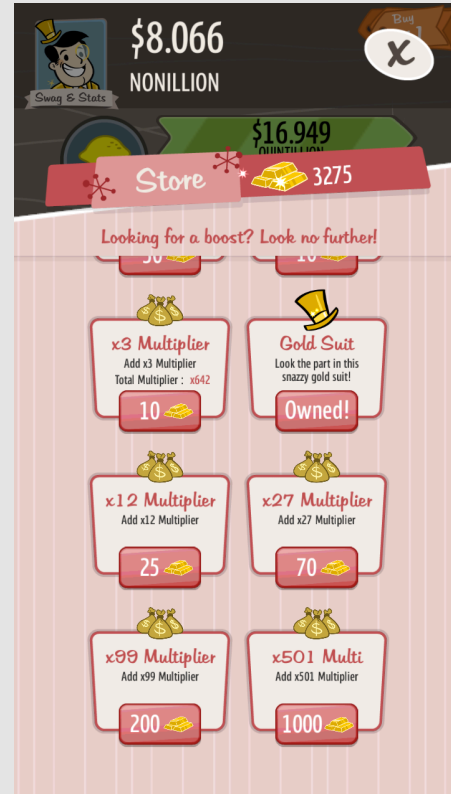 $8.066
NONILLION
Buy
X
Swag & Stats
$16.949
QUINTILLION
Store
3275
Looking for a boost? Look no further!
10
x3 Multiplier
Add x3 Multiplier
Total Multiplier : x642
10
Gold Suit
Look the part in this
snazzy gold suit!
Owned!
x12 Multiplier
Add x12 Multiplier
25
x27 Multiplier
Add x27 Multiplier
70
x99 Multiplier
Add x99 Multiplier
200
x501 Multi
Add x501 Multiplier
1000